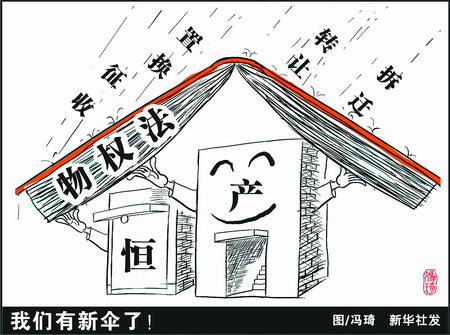 征收
置换
转让
拆迁
物权法
恒
产
我们有新伞了！
图/冯琦 新华社发